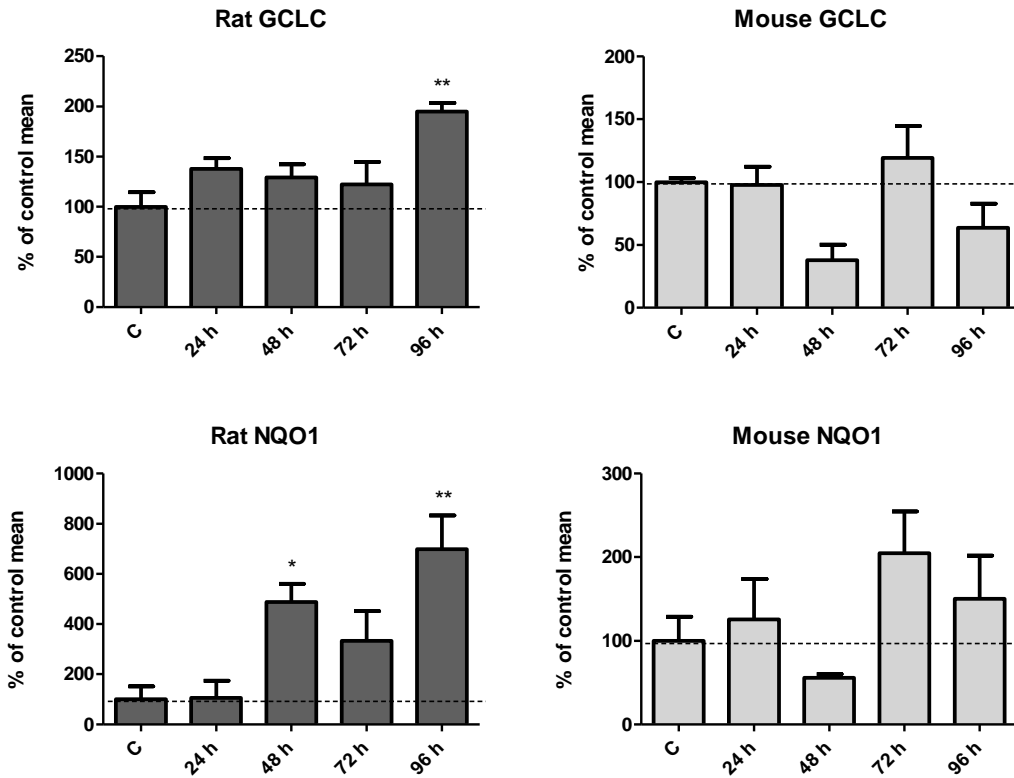 Rat GCLC
% of control mean
250
200
150
100
50
0
**
C
24 h
48 h
72 h
96 h
Mouse GCLC
% of control mean
200
150
100
50
0
C
24 h
48 h
72 h
96 h
Rat NQO1
% of control mean
1000
800
600
400
200
0
*
**
C
24 h
48 h
72 h
96 h
Mouse NQO1
% of control mean
300
200
100
0
C
24 h
48 h
72 h
96 h